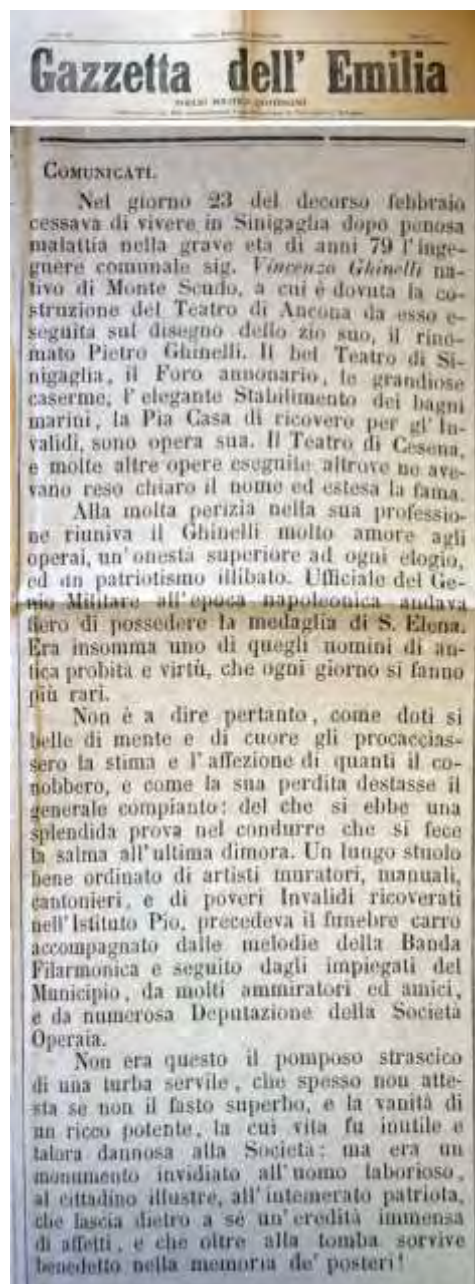 Gazzetta dell' Emilia
COMUNICATI.
Nel giorno 23 del decorso febbraio
cessava di vivere in Sinigaglia dopo penosa
malattia nella grave età di anni 79 l'inge-
gnere comunale sig. Vincenzo Ghinelli na-
tivo di Monte Scudo, a cui è dovuta la co-
struzione del Teatro di Ancona da esso e-
seguita sul disegno dello zio suo, il rino-
mato Pietro Ghinelli. Il bel Teatro di Si-
nigaglia, il Foro annonario, le grandiose
caserme, l'elegante Stabilimento dei bagni
marini, la Pia Casa di ricovero per gl'In-
validi, sono opera sua. Il Teatro di Cesena,
e molte altre opere eseguite altrove ne ave-
vano reso chiaro il nome ed estesa la fama.
Alla molta perizia nella sua professio-
ne riuniva il Ghinelli molto amore agli
operai, un'onestà superiore ad ogni elogio,
ed un patriotismo illibato. Ufficiale del Ge-
nio Militare all'epoca napoleonica andava
fiero di possedere la medaglia di S. Elena.
Era insomma uno di quegli uomini di an-
tica probità e virtù, che ogni giorno si fanno
più rari.
Non è a dire pertanto, come doti si
belle di mente e di cuore gli procaccias-
sero la stima e l'affezione di quanti il co-
nobbero, e come la sua perdita destasse il
generale compianto: del che si ebbe una
splendida prova nel condurre che si fece
la salma all'ultima dimora. Un lungo stuolo
bene ordinato di artisti muratori, manuali,
cantonieri, e di poveri Invalidi ricoverati
nell'Istituto Pio, precedeva il funebre carro
accompagnato dalle melodie della Banda
Filarmonica e seguito dagli impiegati del
Municipio, da molti ammiratori ed amici,
e da numerosa Deputazione della Società
Operaia.
Non era questo il pomposo strascico
di una turba servile, che spesso non atte-
sta se non il fasto superbo, e la vanità di
un ricco potente, la cui vita fu inutile e
talora dannosa alla Società: ma era un
monumento invidiato all'uomo laborioso,
al cittadino illustre, all'intemerato patriota,
che lascia dietro a sè un'eredità immensa
di affetti, e che oltre alla tomba sorvive
benedetto nella memoria de' posteri!